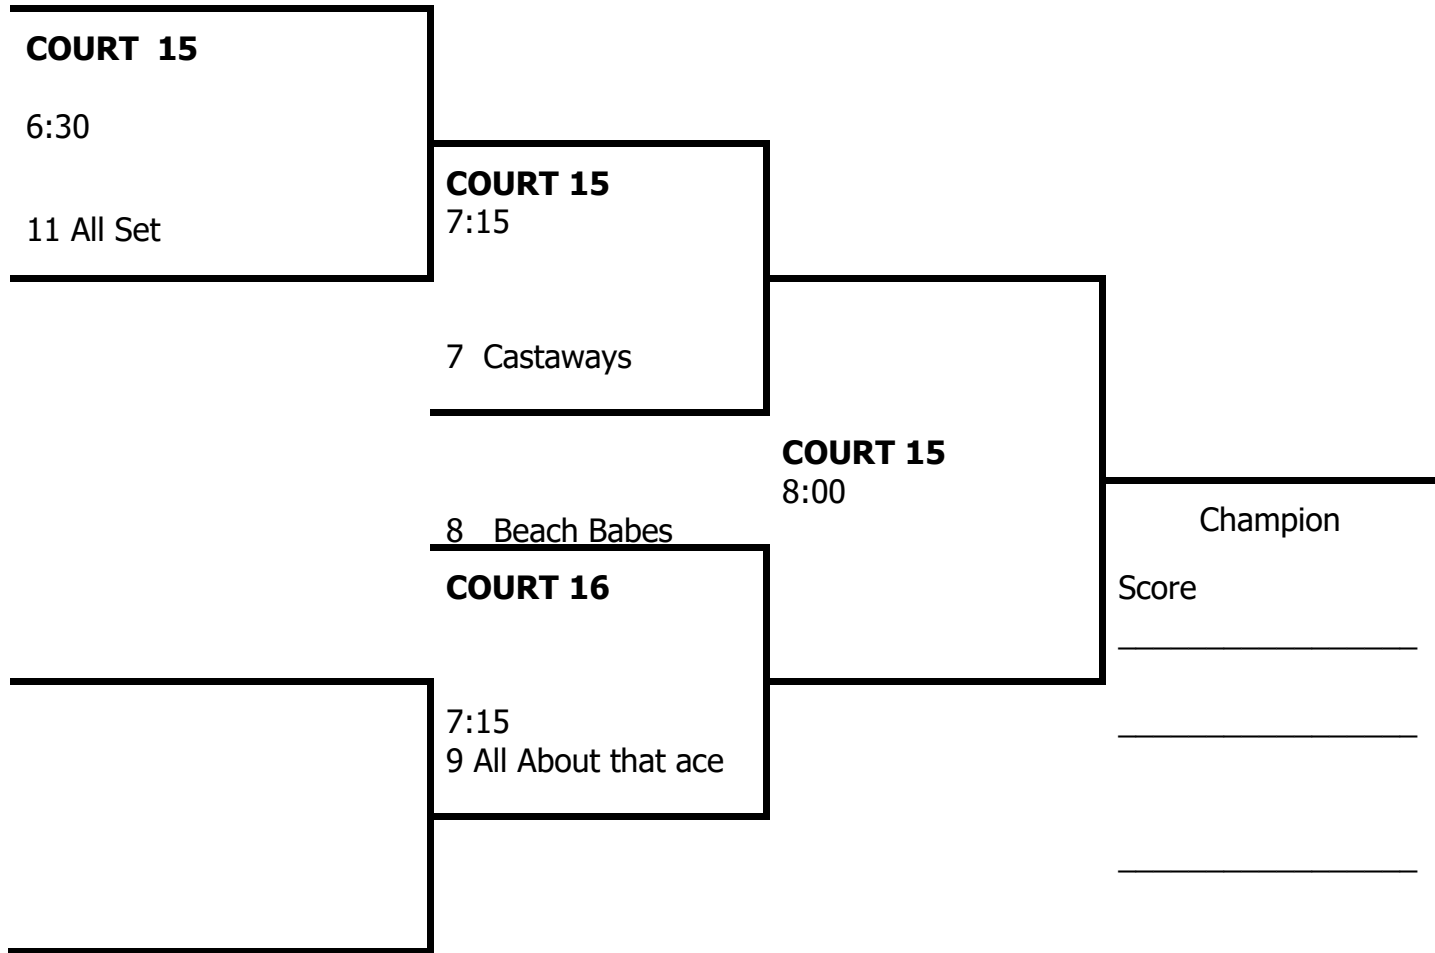 COURT 15
6:30
11 All Set
COURT 15
7:15
7 Castaways
8 Beach Babes
COURT 16
7:15
9 All About that ace
COURT 15
8:00
Champion
Score